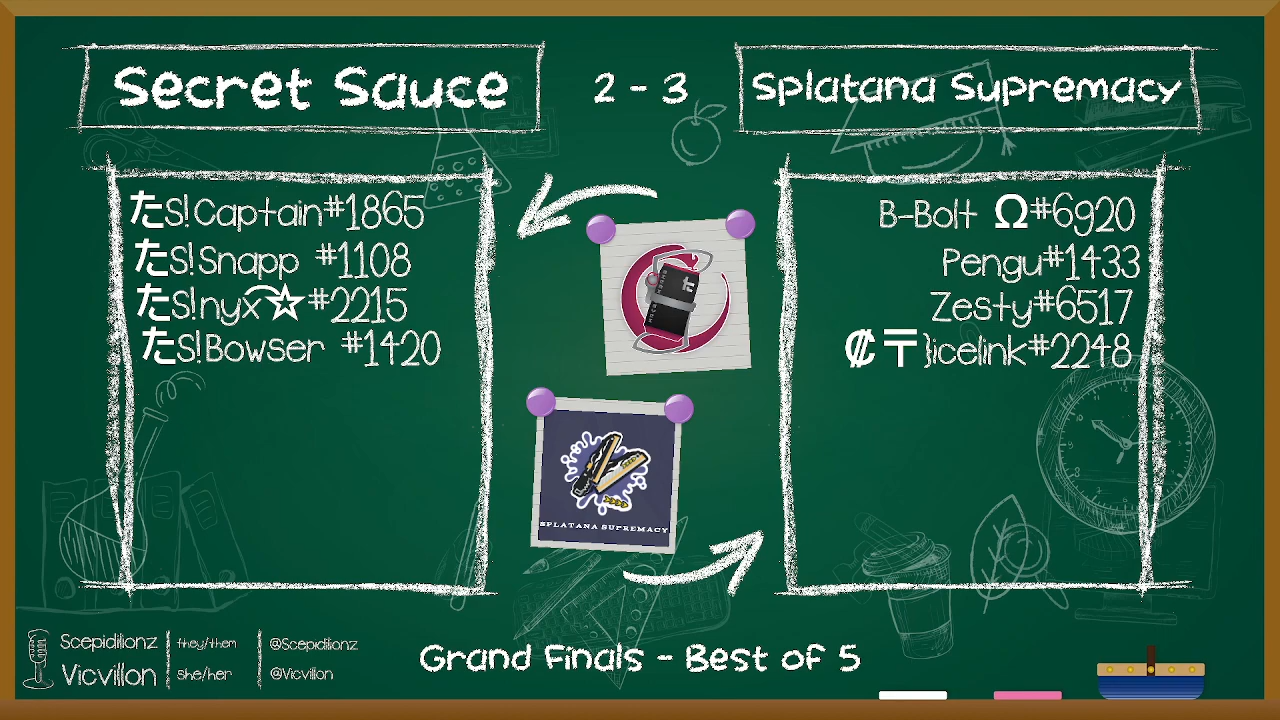 Secret Sauce
2 - 3
Splatana Supremacy
たS!Captain#1865
たS!Snapp #1108
たS!nyx⁀☆#2215
たS!Bowser #1420
B-Bolt Ω#6920
Pengu#1433
Zesty#6517
₡〒}icelink#2248
SPLATANA SUPREMACY
Grand Finals - Best of 5
Scepidilionz they/them @Scepidilionz
Vicvillon she/her @Vicvillon